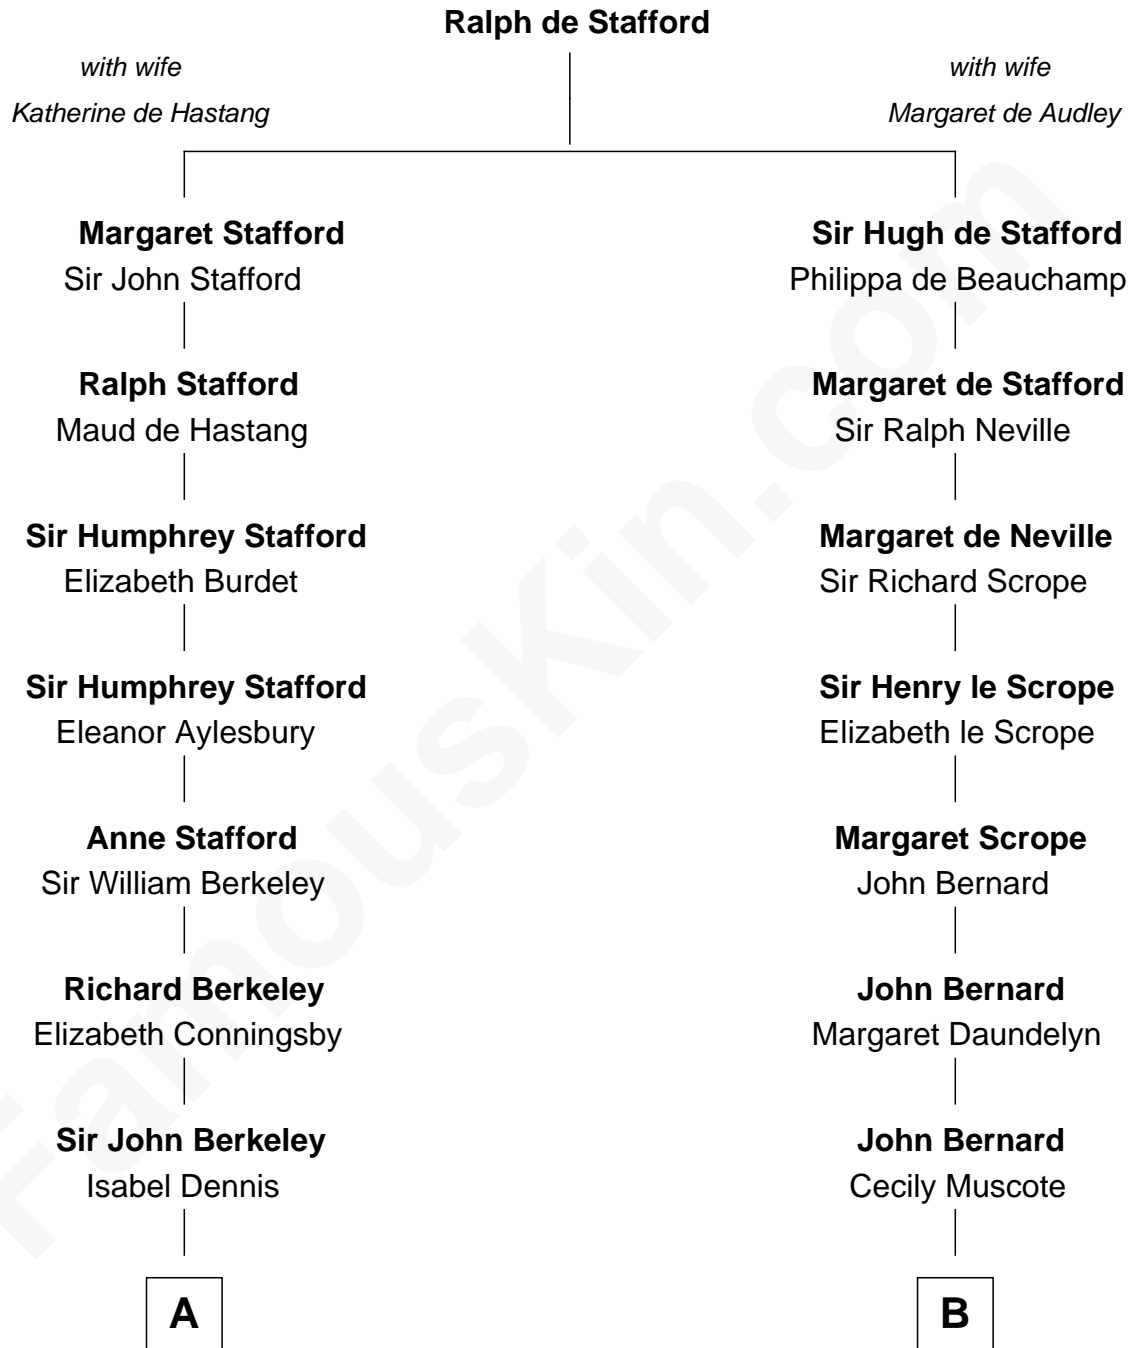 Ralph de Stafford
with wife
Katherine de Hastang
with wife
Margaret de Audley
Margaret Stafford
Sir John Stafford
Ralph Stafford
Maud de Hastang
Sir Humphrey Stafford
Elizabeth Burdet
Sir Humphrey Stafford
Eleanor Aylesbury
Anne Stafford
Sir William Berkeley
Richard Berkeley
Elizabeth Conningsby
Sir John Berkeley
Isabel Dennis
A
Sir Hugh de Stafford
Philippa de Beauchamp
Margaret de Stafford
Sir Ralph Neville
Margaret de Neville
Sir Richard Scrope
Sir Henry le Scrope
Elizabeth le Scrope
Margaret Scrope
John Bernard
John Bernard
Margaret Daundelyn
John Bernard
Cecily Muscote
B
FamousKin.com